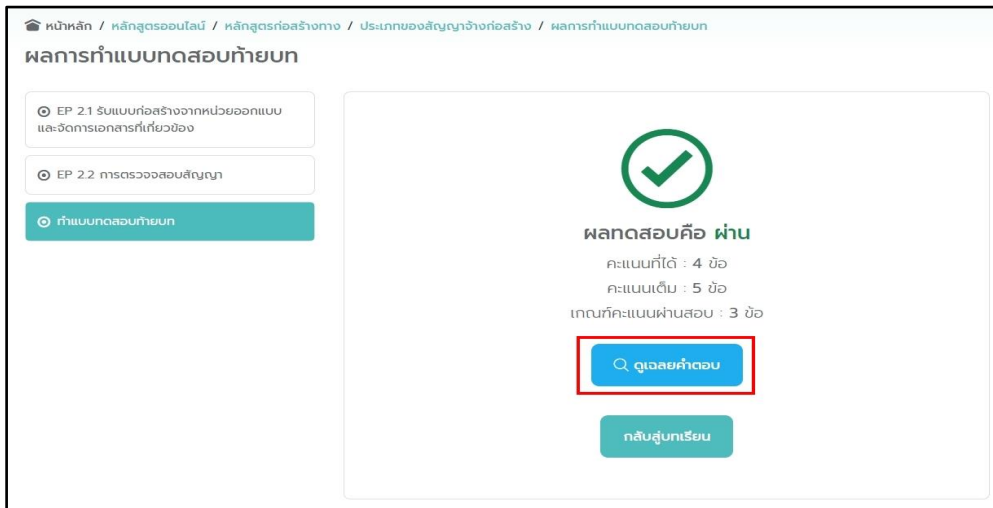 หน้าหลัก / หลักสูตรออนไลน์ / หลักสูตรก่อสร้างทาง / ประเภทของสัญญาจ้างก่อสร้าง / ผลการทำแบบทดสอบท้ายบท
ผลการทำแบบทดสอบท้ายบท
EP 2.1 รับแบบก่อสร้างจากหน่วยออกแบบ
และจัดการเอกสารที่เกี่ยวข้อง
EP 2.2 การตรวจจสอบสัญญา
ทำแบบทดสอบท้ายบท
ผลทดสอบคือ ผ่าน
คะแนนที่ได้ : 4 ข้อ
คะแนนเต็ม : 5 ข้อ
เกณฑ์คะแนนผ่านสอบ : 3 ข้อ
ดูเฉลยคำตอบ
กลับสู่บทเรียน